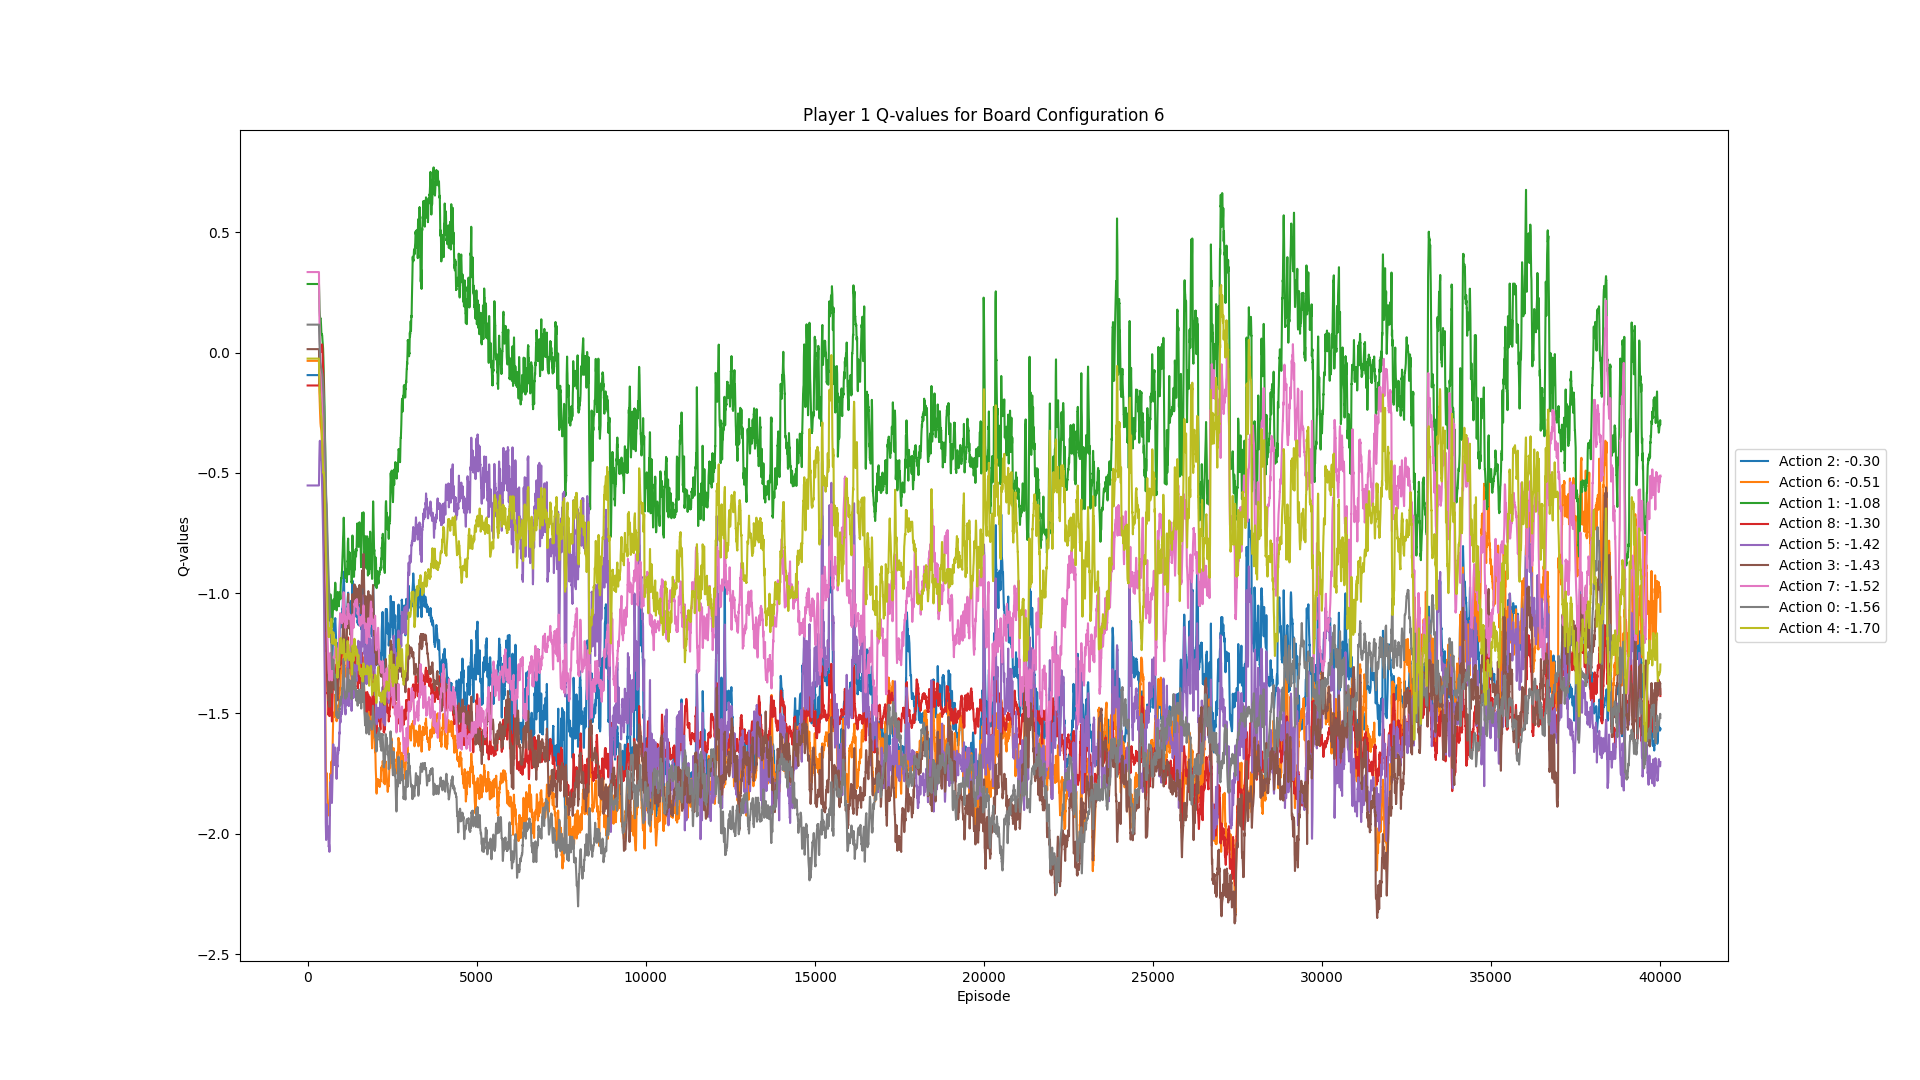 Player 1 Q-values for Board Configuration 6
Q-values
0.5
0.0
−0.5
−1.0
−1.5
−2.0
−2.5
0
5000
10000
15000
20000
25000
30000
35000
40000
Episode
Action 2: -0.30
Action 6: -0.51
Action 1: -1.08
Action 8: -1.30
Action 5: -1.42
Action 3: -1.43
Action 7: -1.52
Action 0: -1.56
Action 4: -1.70